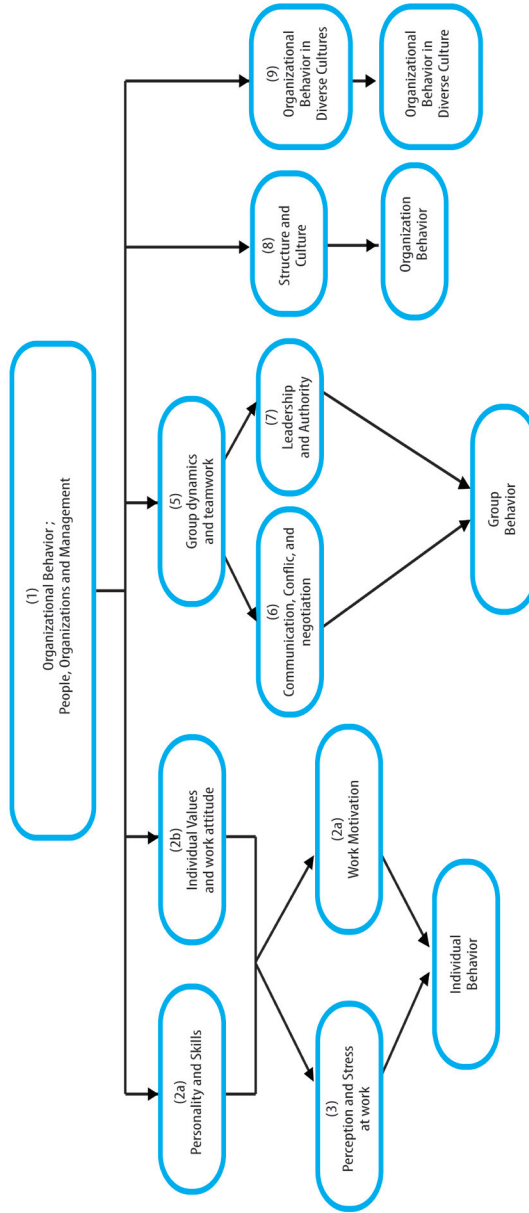 (1)
Organizational Behavior ;
People, Organizations and Management
(2a)
Personality and Skills
(2b)
Individual Values
and work attitude
(5)
Group dynamics
and teamwork
(8)
Structure and
Culture
(9)
Organizational
Behavior in
Diverse Cultures
(3)
Perception and Stress
at work
(2a)
Work Motivation
(6)
Communication, Conflic, and
negotiation
(7)
Leadership
and Authority
Organization
Behavior
Organizational
Behavior in
Diverse Culture
Individual
Behavior
Group
Behavior